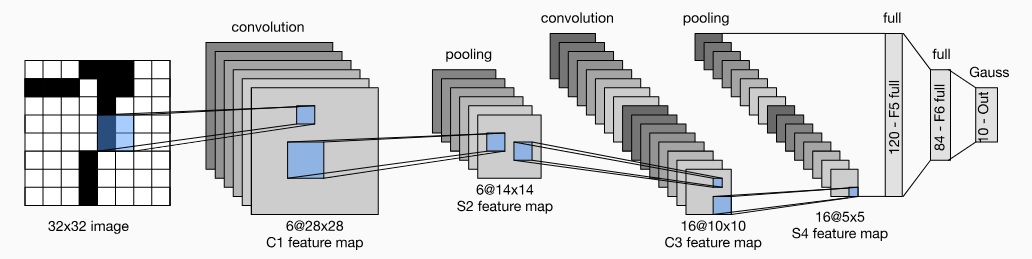 convolution
pooling
convolution
pooling
full
full
Gauss
120 - F5 full
84 - F6 full
10 - Out
32x32 image
6@28x28
C1 feature map
6@14x14
S2 feature map
16@10x10
C3 feature map
16@5x5
S4 feature map